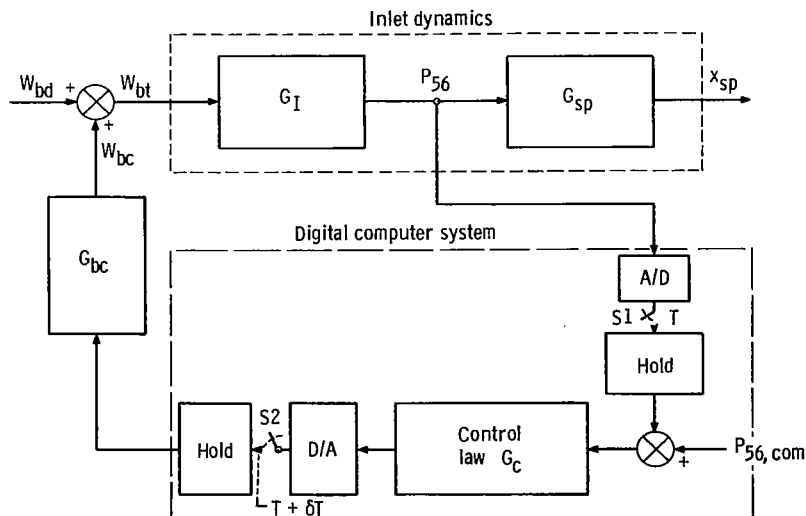 Inlet dynamics
W_bd + W_bt G_I P_56 G_sp x_sp
+
W_bc
G_bc
Digital computer system
A/D
S1 T
Hold
Hold S2 D/A Control law G_c + P_56, com
T + δT